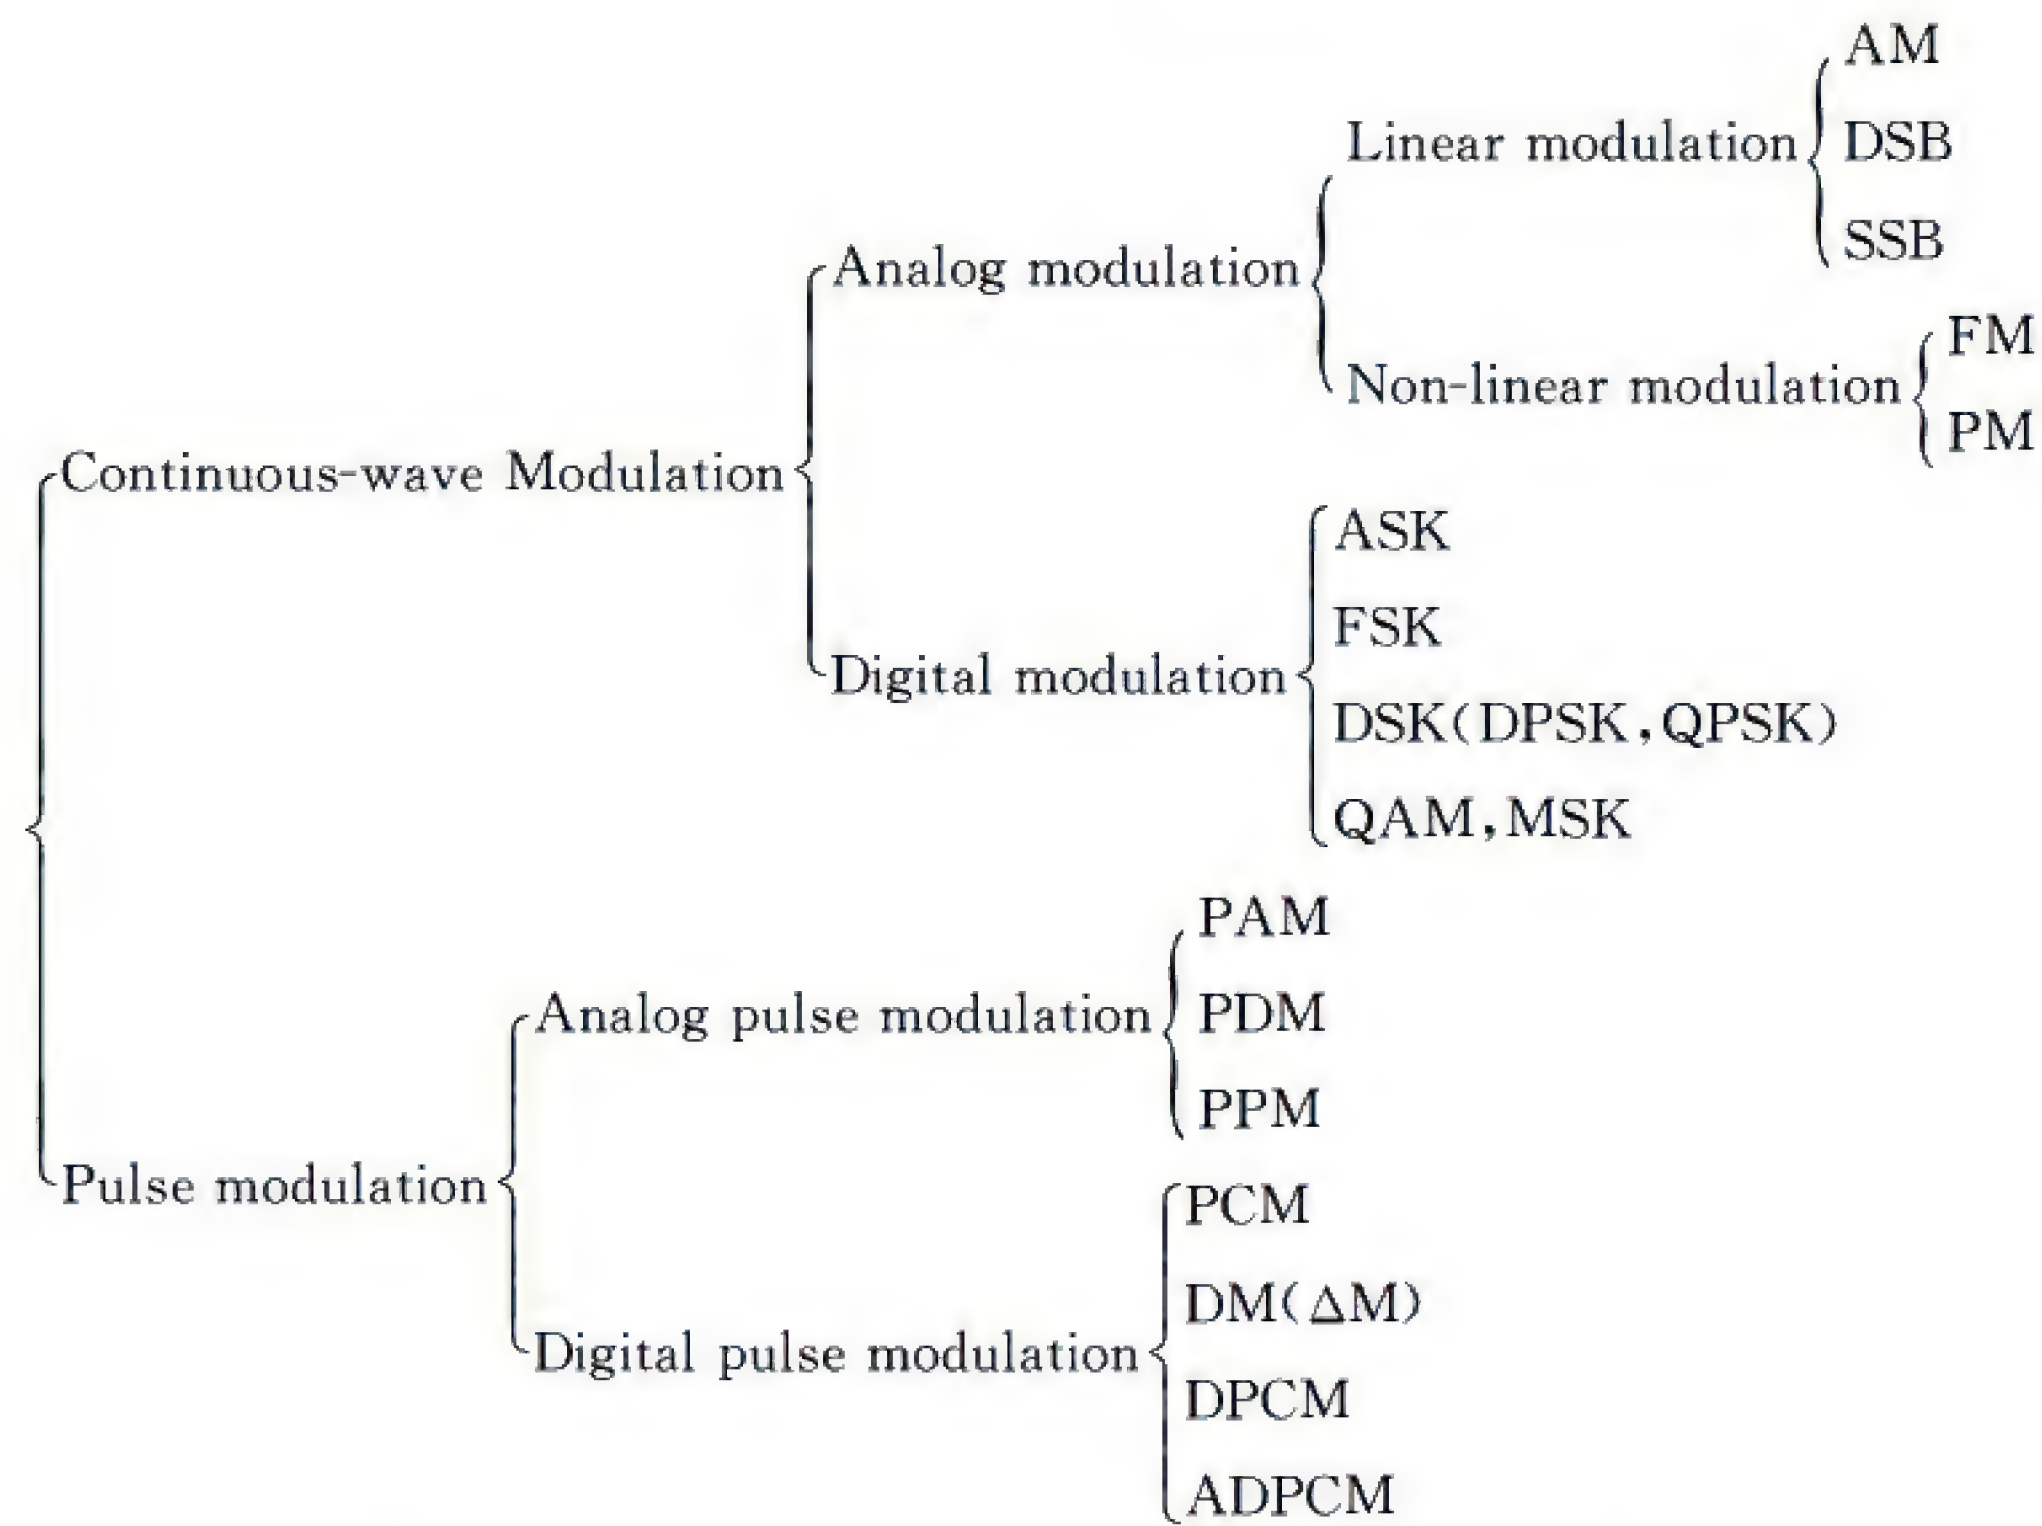 AM
Linear modulation
DSB
SSB
Analog modulation
FM
Non-linear modulation
PM
Continuous-wave Modulation
ASK
FSK
Digital modulation
DSK(DPSK,QPSK)
QAM,MSK
PAM
Analog pulse modulation
PDM
PPM
Pulse modulation
PCM
DM(ΔM)
Digital pulse modulation
DPCM
ADPCM